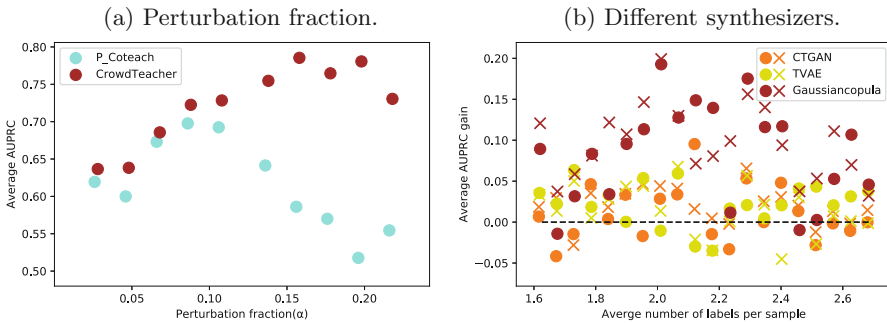 (a) Perturbation fraction.
0.80
0.75
0.70
0.65
0.60
0.55
0.50
Average AUPRC
P_Coteach
CrowdTeacher
0.05
0.10
0.15
0.20
Perturbation fraction(α)
(b) Different synthesizers.
0.20
0.15
0.10
0.05
0.00
−0.05
Average AUPRC gain
CTGAN
TVAE
Gaussiancopula
1.6
1.8
2.0
2.2
2.4
2.6
Averge number of labels per sample